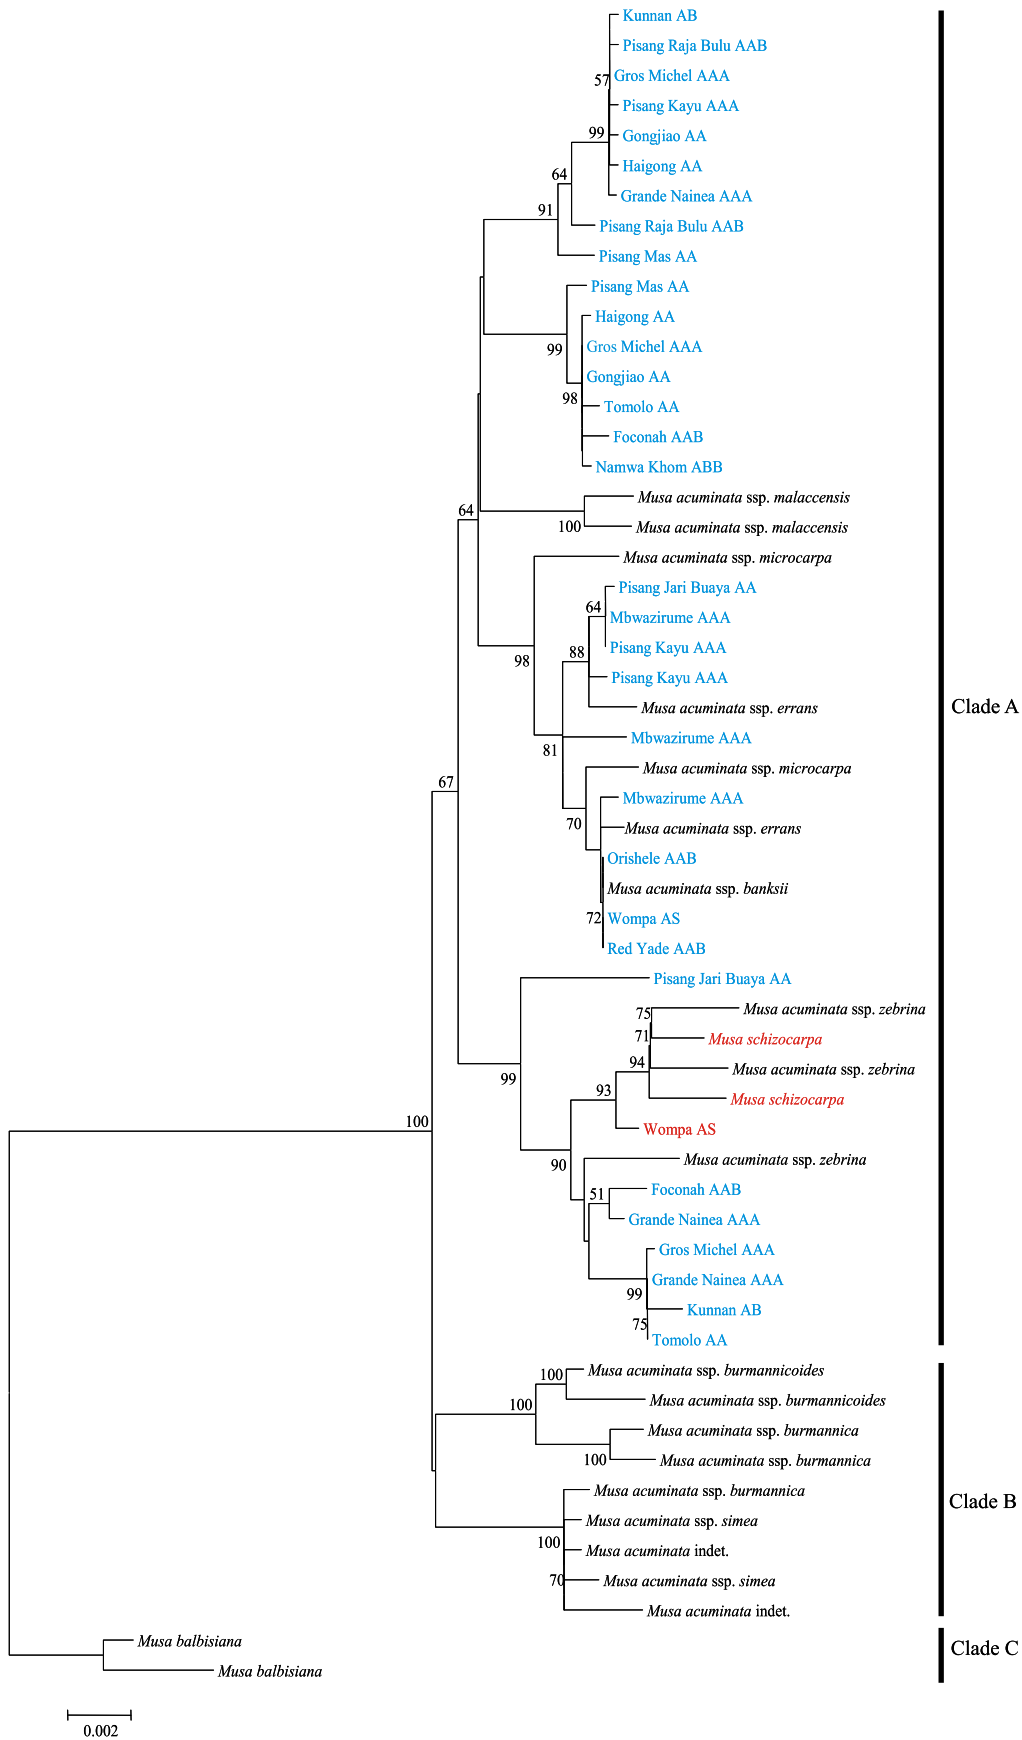 Kunnan AB
Pisang Raja Bulu AAB
57 Gros Michel AAA
Pisang Kayu AAA
99 Gongjiao AA
Haigong AA
64
Grande Nainea AAA
91
Pisang Raja Bulu AAB
Pisang Mas AA
Pisang Mas AA
Haigong AA
99 Gros Michel AAA
Gongjiao AA
98 Tomolo AA
Foconah AAB
Namwa Khom ABB
Musa acuminata ssp. malaccensis
64
100 Musa acuminata ssp. malaccensis
Musa acuminata ssp. microcarpa
Pisang Jari Buaya AA
64 Mbwazirume AAA
88 Pisang Kayu AAA
98
Pisang Kayu AAA
Musa acuminata ssp. errans
Clade A
Mbwazirume AAA
81
Musa acuminata ssp. microcarpa
67
Mbwazirume AAA
70 Musa acuminata ssp. errans
Orishele AAB
Musa acuminata ssp. banksii
72 Wompa AS
Red Yade AAB
Pisang Jari Buaya AA
Musa acuminata ssp. zebrina
75
71 Musa schizocarpa
94 Musa acuminata ssp. zebrina
99
93 Musa schizocarpa
100
Wompa AS
90 Musa acuminata ssp. zebrina
51 Foconah AAB
Grande Nainea AAA
Gros Michel AAA
Grande Nainea AAA
99
Kunnan AB
75
Tomolo AA
100 Musa acuminata ssp. burmannicoides
100 Musa acuminata ssp. burmannicoides
Musa acuminata ssp. burmannica
100 Musa acuminata ssp. burmannica
Musa acuminata ssp. burmannica
Clade B
Musa acuminata ssp. simea
100 Musa acuminata indet.
70 Musa acuminata ssp. simea
Musa acuminata indet.
Musa balbisiana
Clade C
Musa balbisiana
0.002